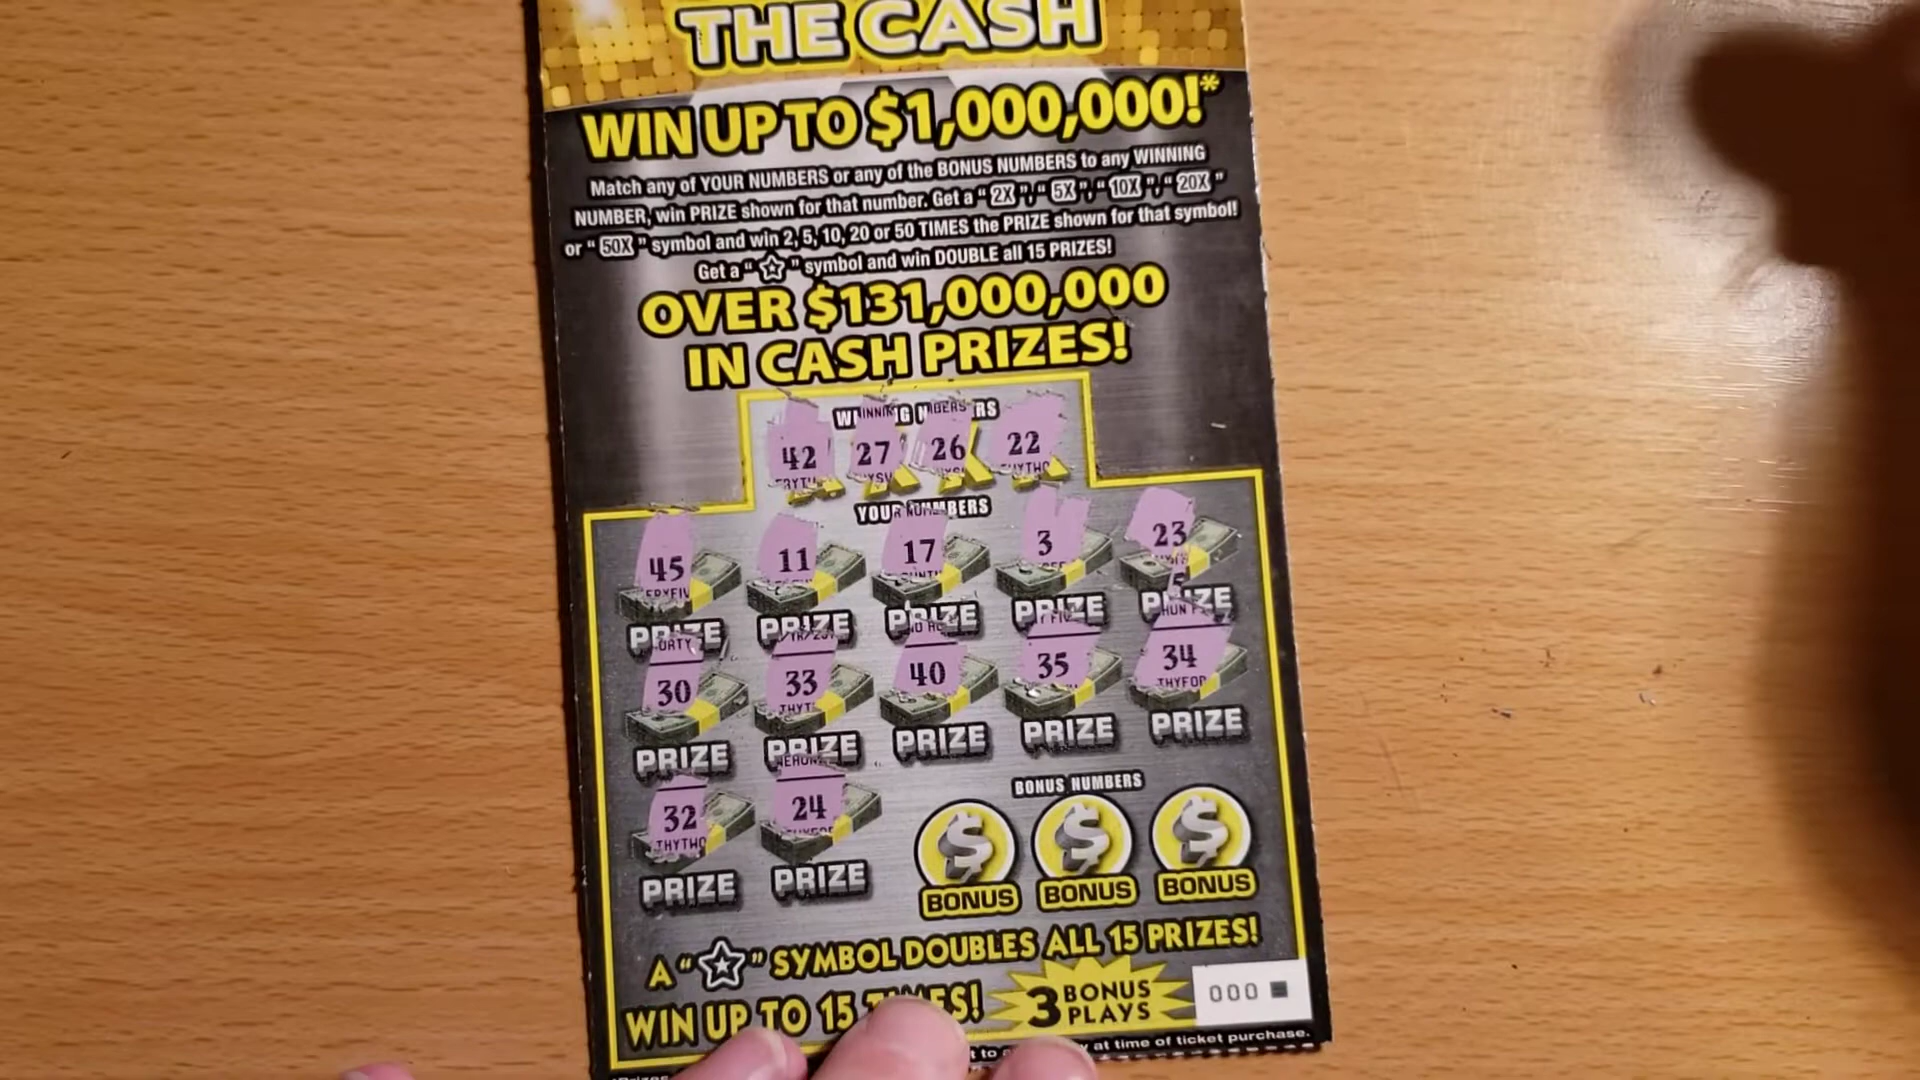 THE CASH
WIN UP TO $1,000,000!*
Match any of YOUR NUMBERS or any of the BONUS NUMBERS to any WINNING
NUMBER, win PRIZE shown for that number. Get a "2X", "5X", "10X", "20X"
or "50X" symbol and win 2, 5, 10, 20 or 50 TIMES the PRIZE shown for that symbol!
Get a "☆" symbol and win DOUBLE all 15 PRIZES!
OVER $131,000,000
IN CASH PRIZES!
WINNING NUMBERS
42 27 26 22
YOUR NUMBERS
45 11 17 3 23
PRIZE PRIZE PRIZE PRIZE PRIZE
30 33 40 35 34
THYFOR
PRIZE PRIZE PRIZE PRIZE PRIZE
32 24
THYTWO
PRIZE PRIZE
BONUS NUMBERS
BONUS BONUS BONUS
A "☆" SYMBOL DOUBLES ALL 15 PRIZES!
WIN UP TO 15 TIMES!
3 BONUS PLAYS
000
at time of ticket purchase.